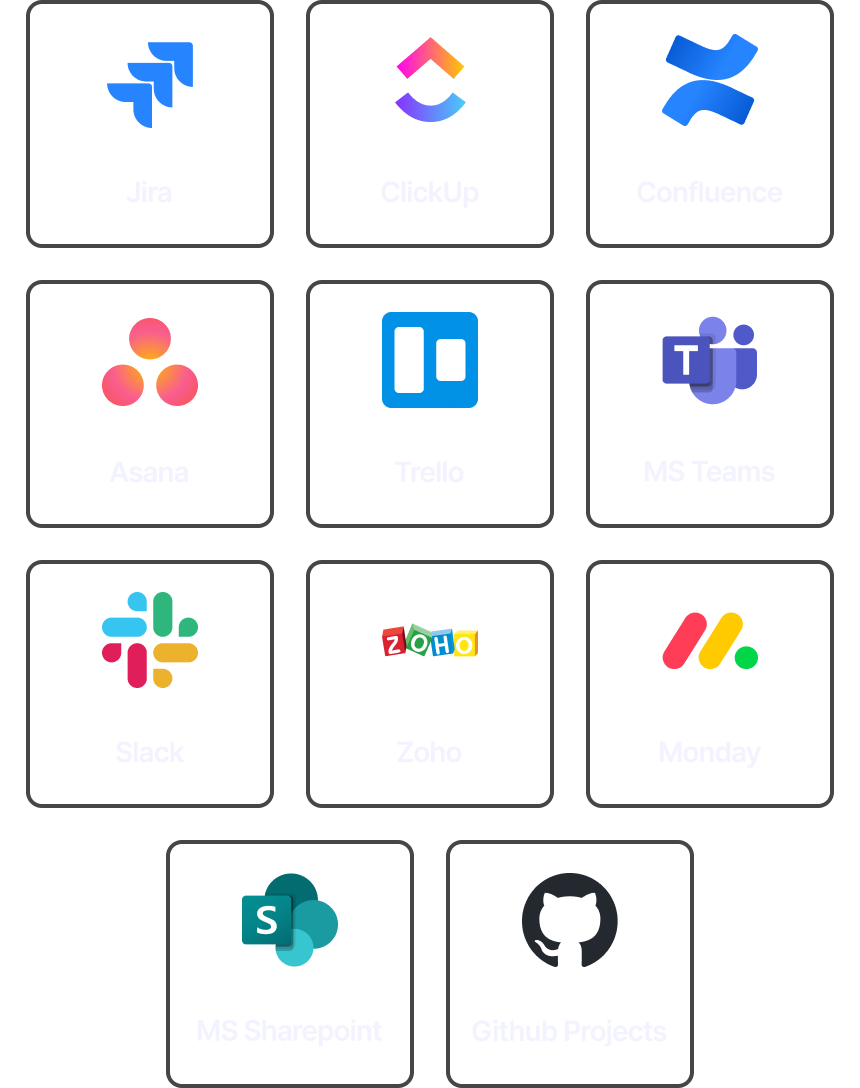 Jira
ClickUp
Confluence
Asana
Trello
T
MS Teams
Slack
ZOHO
Zoho
Monday
S
MS Sharepoint
Github Projects